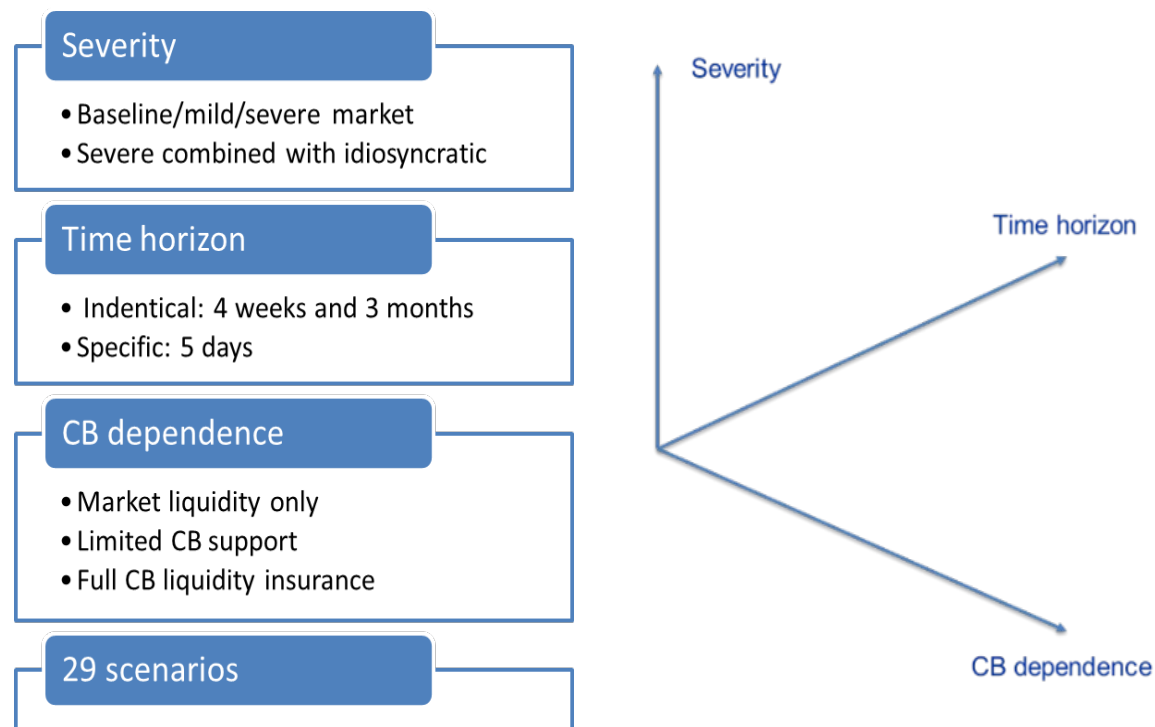 Severity
• Baseline/mild/severe market
• Severe combined with idiosyncratic
Time horizon
• Indentical: 4 weeks and 3 months
• Specific: 5 days
CB dependence
• Market liquidity only
• Limited CB support
• Full CB liquidity insurance
29 scenarios
Severity
Time horizon
CB dependence